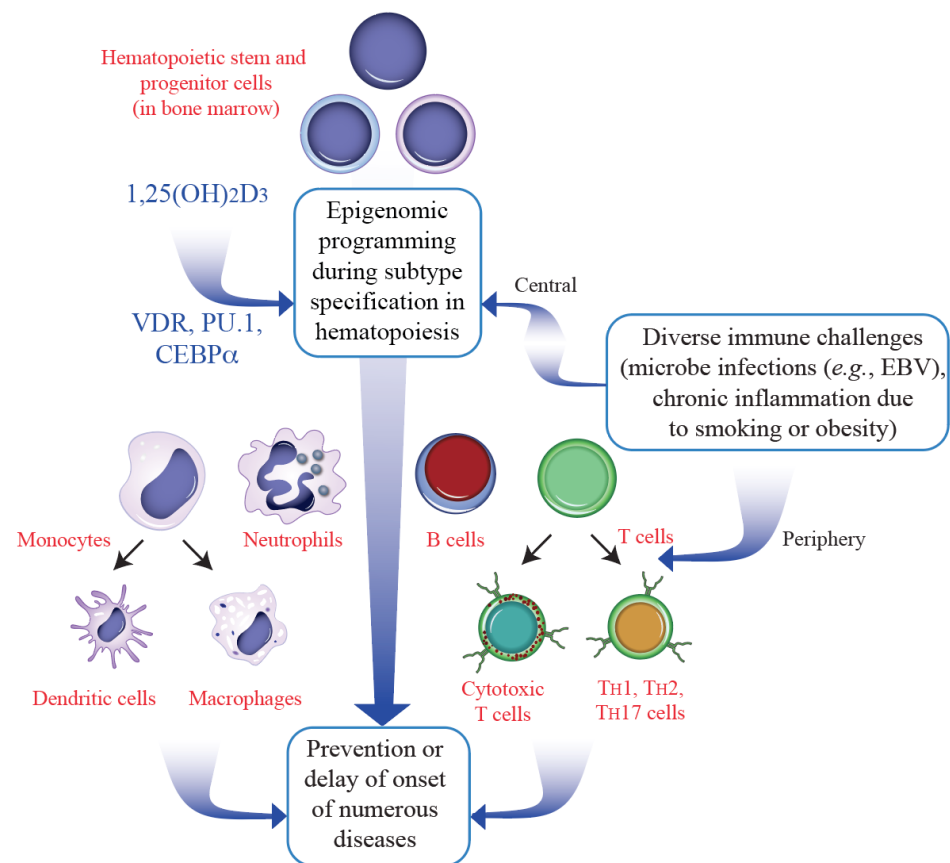 Hematopoietic stem and
progenitor cells
(in bone marrow)
1,25(OH)2D3
Epigenomic
programming
during subtype
specification in
hematopoiesis
VDR, PU.1,
CEBPα
Central
Diverse immune challenges
(microbe infections (e.g., EBV),
chronic inflammation due
to smoking or obesity)
Monocytes
Neutrophils
B cells
T cells
Periphery
Dendritic cells
Macrophages
Cytotoxic
T cells
TH1, TH2,
TH17 cells
Prevention or
delay of onset
of numerous
diseases